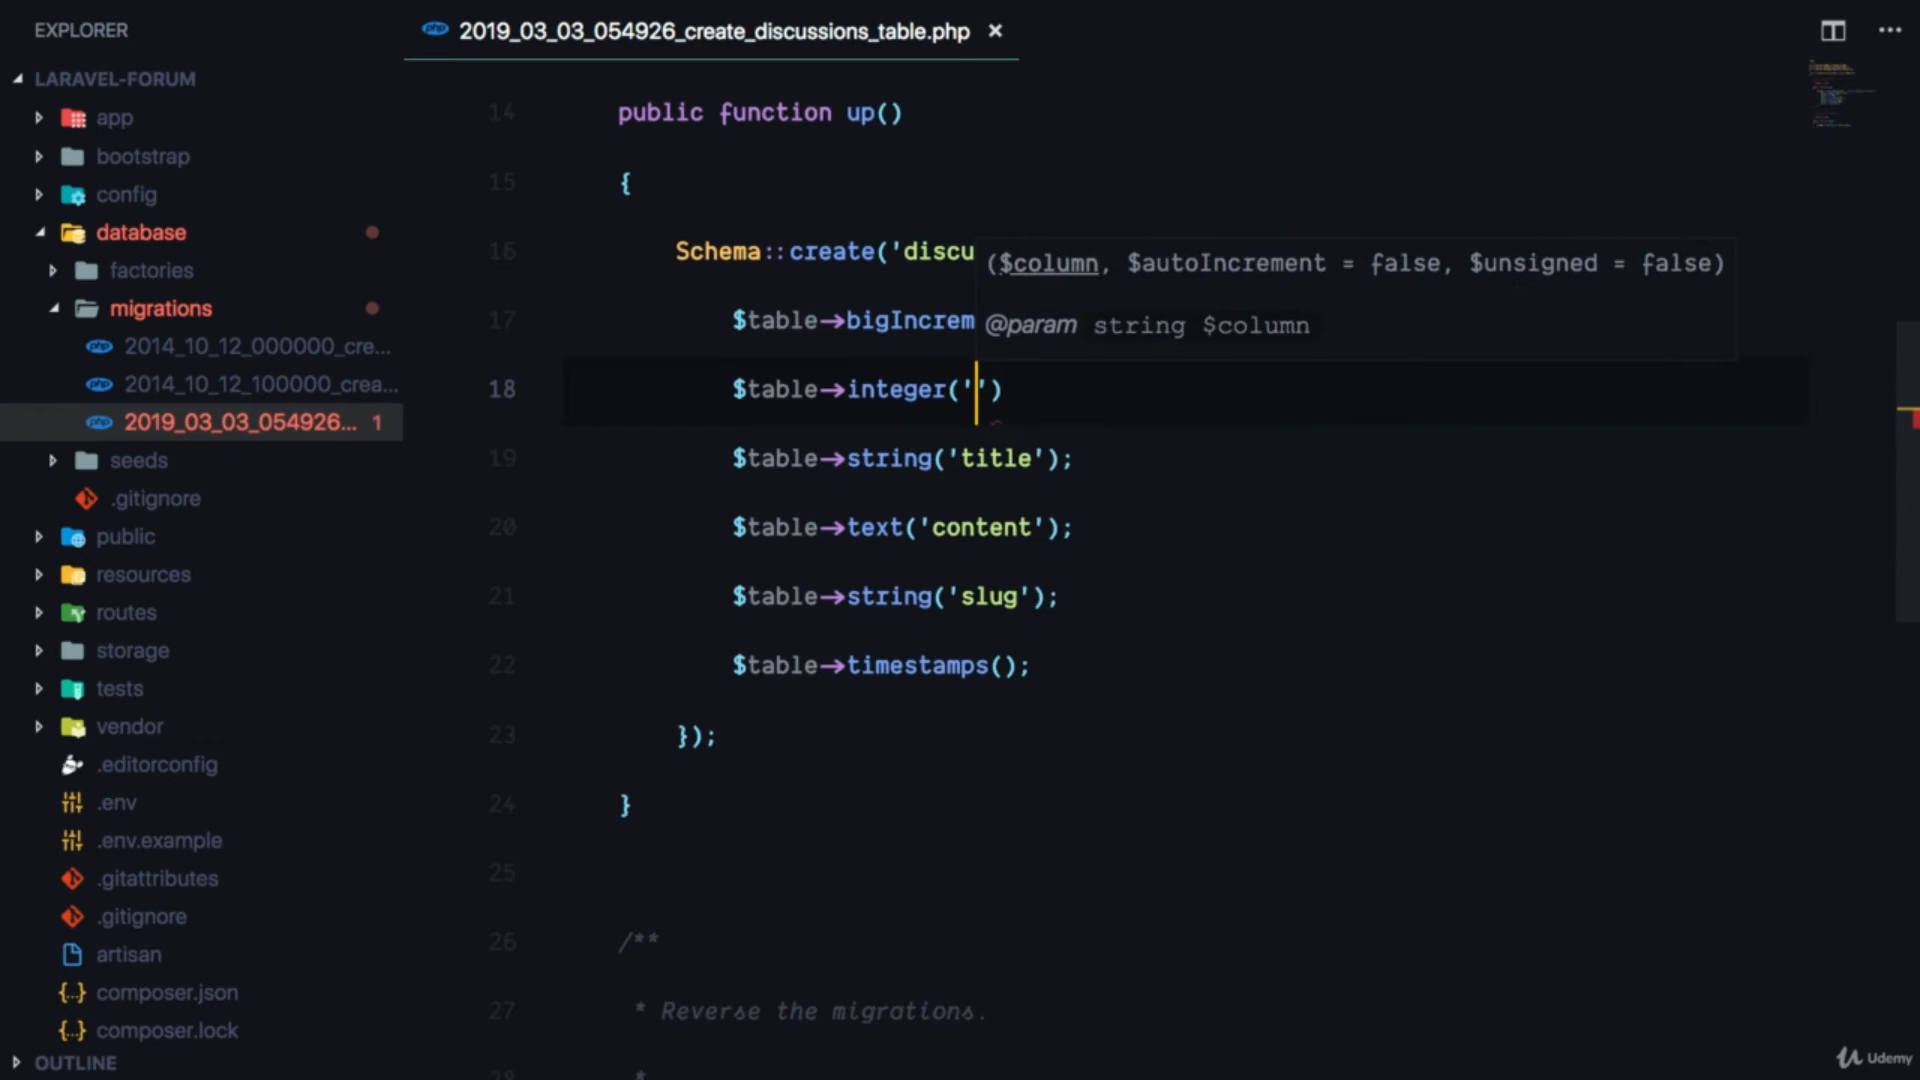 EXPLORER
LARAVEL-FORUM
app
bootstrap
config
database
factories
migrations
2014_10_12_000000_cre...
2014_10_12_100000_crea...
2019_03_03_054926... 1
seeds
.gitignore
public
resources
routes
storage
tests
vendor
.editorconfig
.env
.env.example
.gitattributes
.gitignore
artisan
{..} composer.json
{..} composer.lock
OUTLINE
php 2019_03_03_054926_create_discussions_table.php ×
14 public function up()
15 {
16 Schema::create('discu
($column, $autoIncrement = false, $unsigned = false)
17 $table→bigIncrem
@param string $column
18 $table→integer('')
19 $table→string('title');
20 $table→text('content');
21 $table→string('slug');
22 $table→timestamps();
23 });
24 }
25
26 /**
27 * Reverse the migrations.
28 *
Udemy